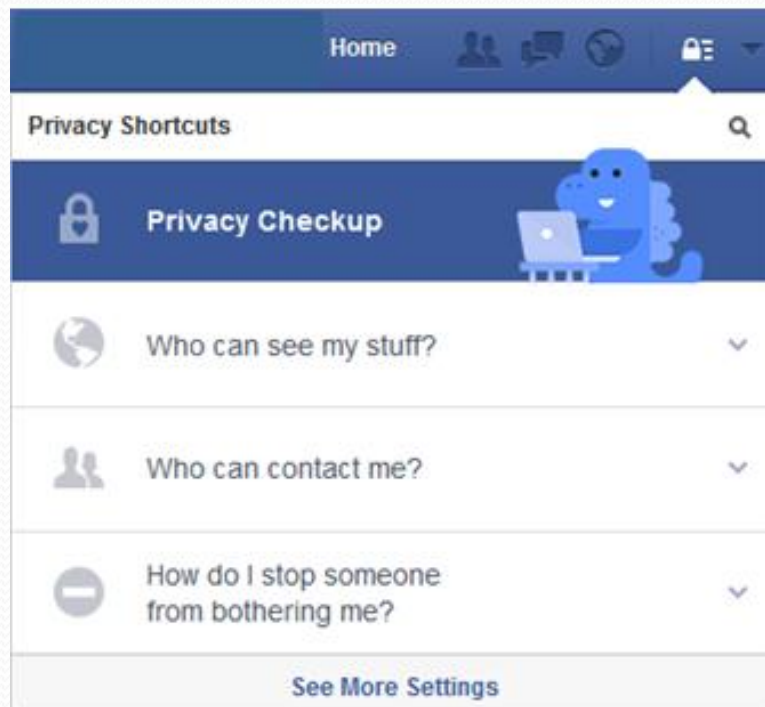 Home
Privacy Shortcuts
Privacy Checkup
Who can see my stuff?
Who can contact me?
How do I stop someone
from bothering me?
See More Settings